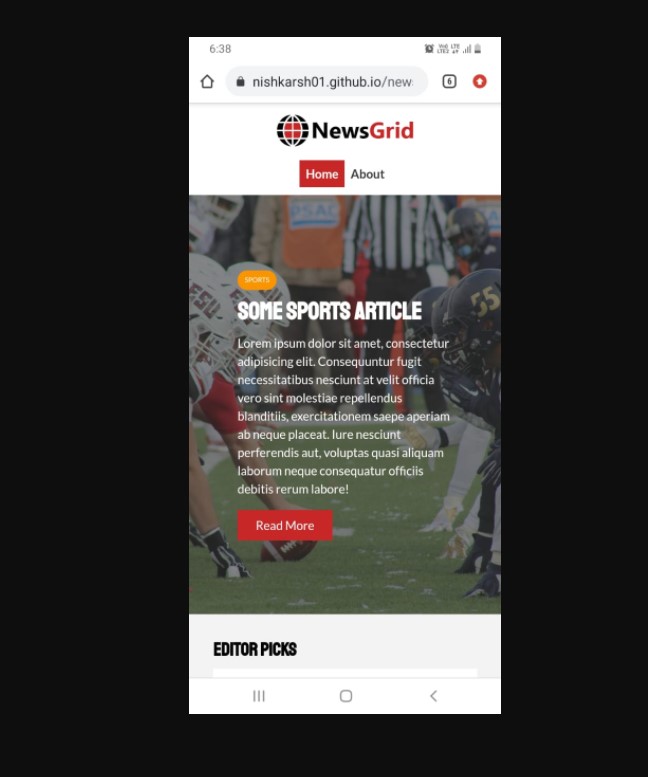 6:38
nishkarsh01.github.io/new
6
NewsGrid
Home About
PSAC
SPORTS
SOME SPORTS ARTICLE
Lorem ipsum dolor sit amet, consectetur
adipisicing elit. Consequuntur fugit
necessitatibus nesciunt at velit officia
vero sint molestiae repellendus
blanditiis, exercitationem saepe aperiam
ab neque placeat. Iure nesciunt
perferendis aut, voluptas quasi aliquam
laborum neque consequatur officiis
debitis rerum labore!
Read More
ESU
55
EDITOR PICKS